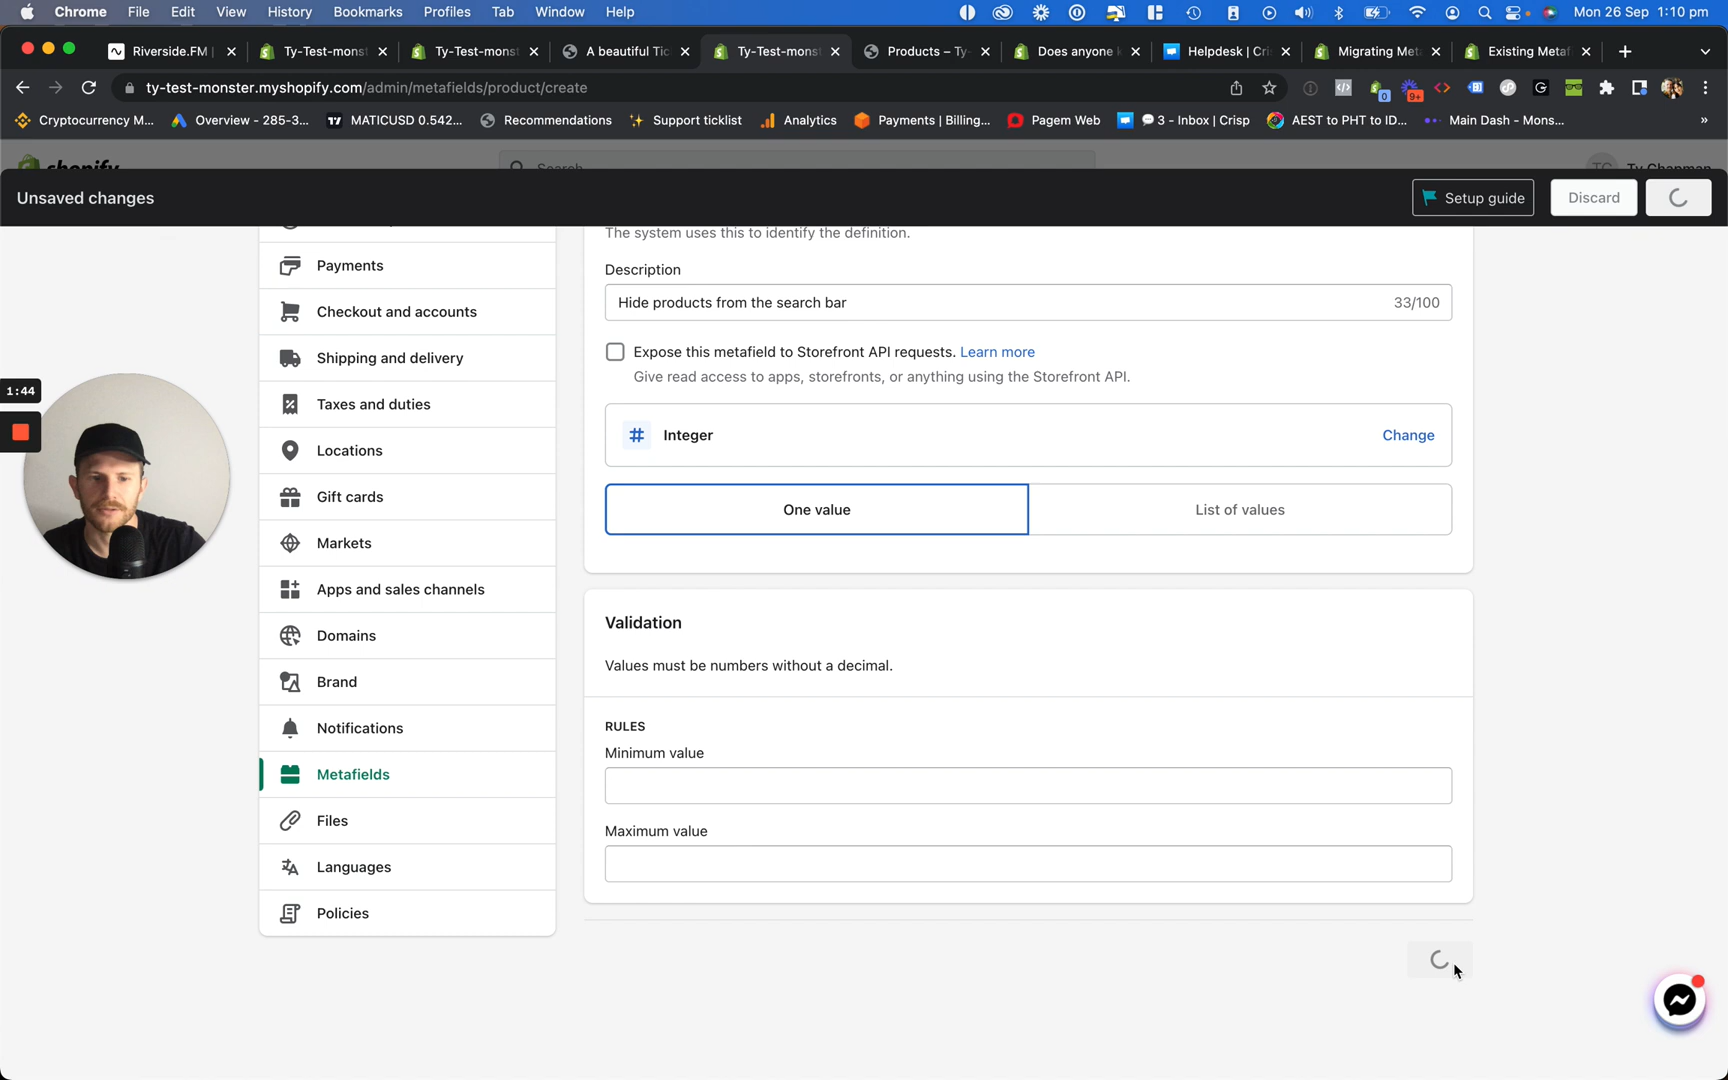 Chrome File Edit View History Bookmarks Profiles Tab Window Help Mon 26 Sep 1:10 pm
Riverside.FM Ty-Test-monst Ty-Test-monst A beautiful Tic Ty-Test-monst Products – Ty- Does anyone Helpdesk | Cri Migrating Met Existing Metaf
ty-test-monster.myshopify.com/admin/metafields/product/create 0 9+
Cryptocurrency M... Overview - 285-3... MATICUSD 0.542... Recommendations Support ticklist Analytics Payments | Billing... Pagem Web 3 - Inbox | Crisp AEST to PHT to ID... Main Dash - Mons... »
shopify Search TC Ty Chapman
Unsaved changes Setup guide Discard
The system uses this to identify the definition.
Payments
Description
Hide products from the search bar 33/100
Checkout and accounts
Expose this metafield to Storefront API requests. Learn more
Shipping and delivery
Give read access to apps, storefronts, or anything using the Storefront API.
1:44
Taxes and duties
Integer Change
Locations
Gift cards
One value List of values
Markets
Apps and sales channels
Validation
Domains
Values must be numbers without a decimal.
Brand
Notifications
RULES
Minimum value
Metafields
Files
Maximum value
Languages
Policies